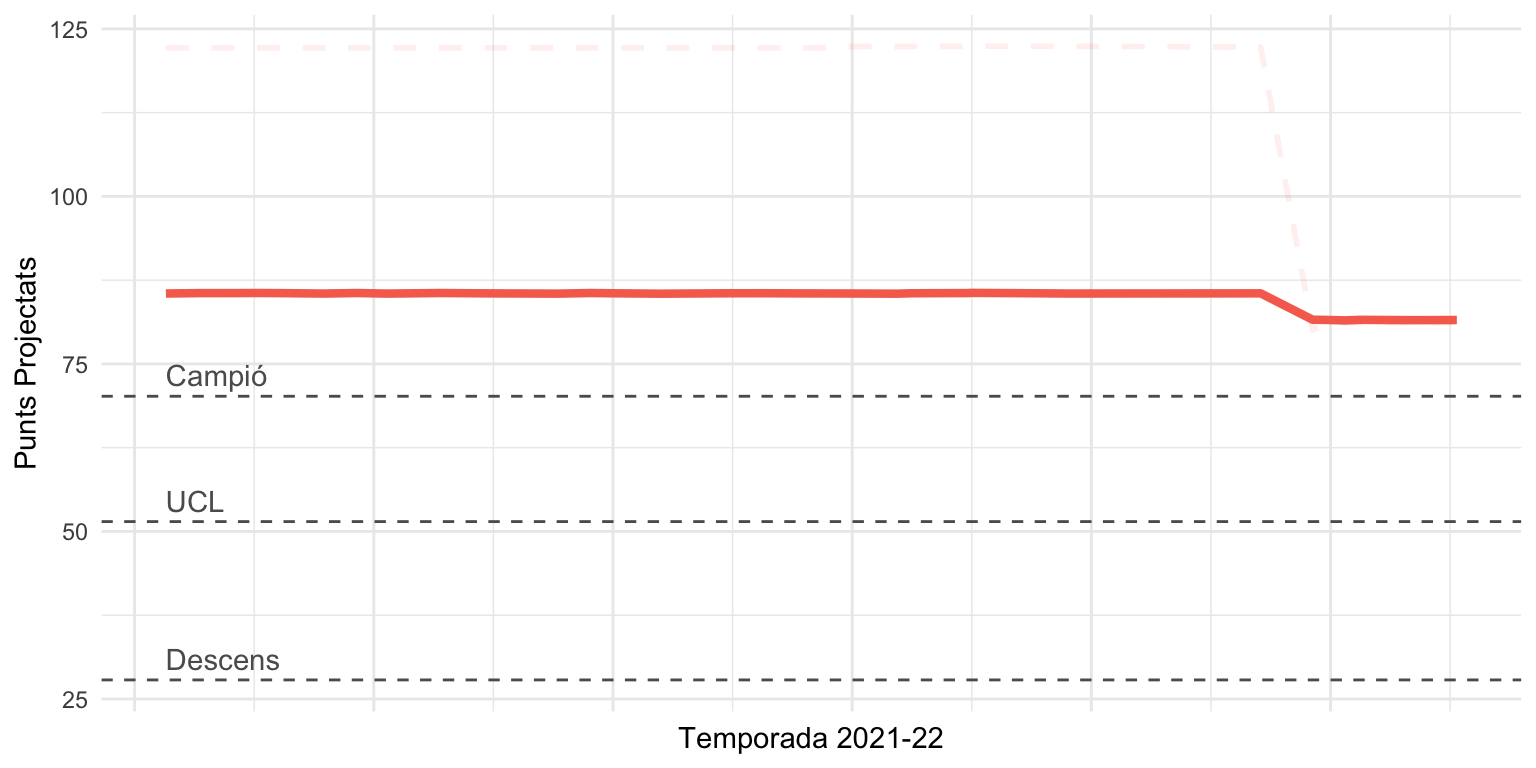 125
100
75
50
25
Punts Projectats
Campió
UCL
Descens
Temporada 2021-22